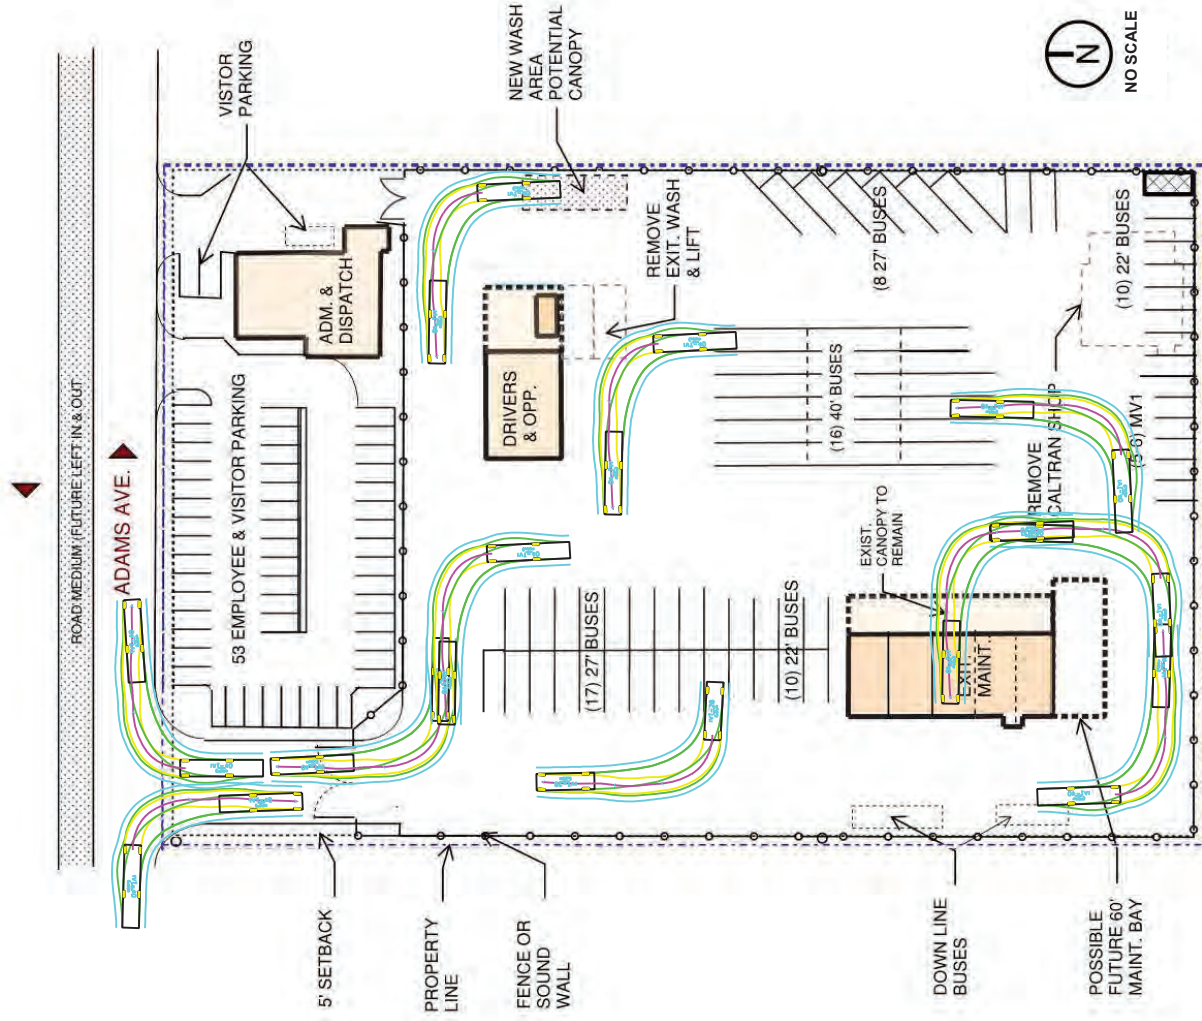 ROAD MEDIUM (FUTURE LEFT IN & OUT
ADAMS AVE.
VISTOR
PARKING
NEW WASH
AREA
POTENTIAL
CANOPY
N
NO SCALE
ADM. &
DISPATCH
53 EMPLOYEE & VISITOR PARKING
REMOVE
EXIT. WASH
& LIFT
DRIVERS
& OPP.
(8 27' BUSES
(10) 22' BUSES
(16) 40' BUSES
REMOVE
CALTRAN SHOP
MV1
(17) 27' BUSES
(10) 22' BUSES
EXIST.
CANOPY TO
REMAIN
MAINT.
5' SETBACK
PROPERTY
LINE
FENCE OR
SOUND
WALL
DOWN LINE
BUSES
POSSIBLE
FUTURE 60'
MAINT. BAY